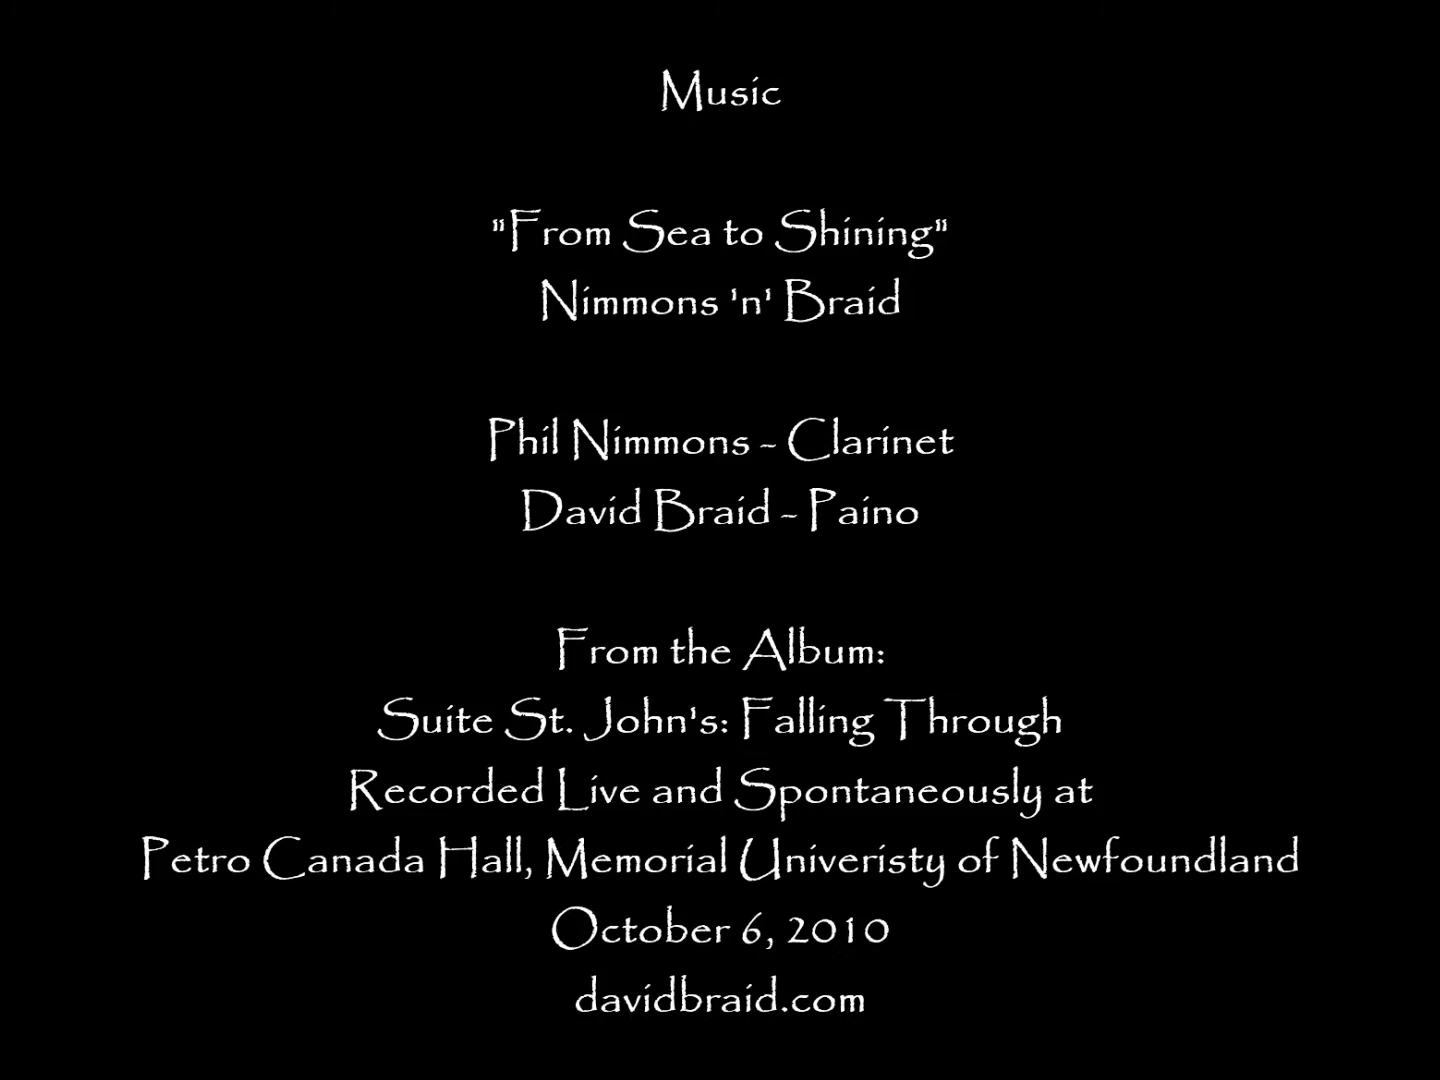 Music
"From Sea to Shining"
Nimmons 'n' Braid
Phil Nimmons - Clarinet
David Braid - Paino
From the Album:
Suite St. John's: Falling Through
Recorded Live and Spontaneously at
Petro Canada Hall, Memorial Univeristy of Newfoundland
October 6, 2010
davidbraid.com